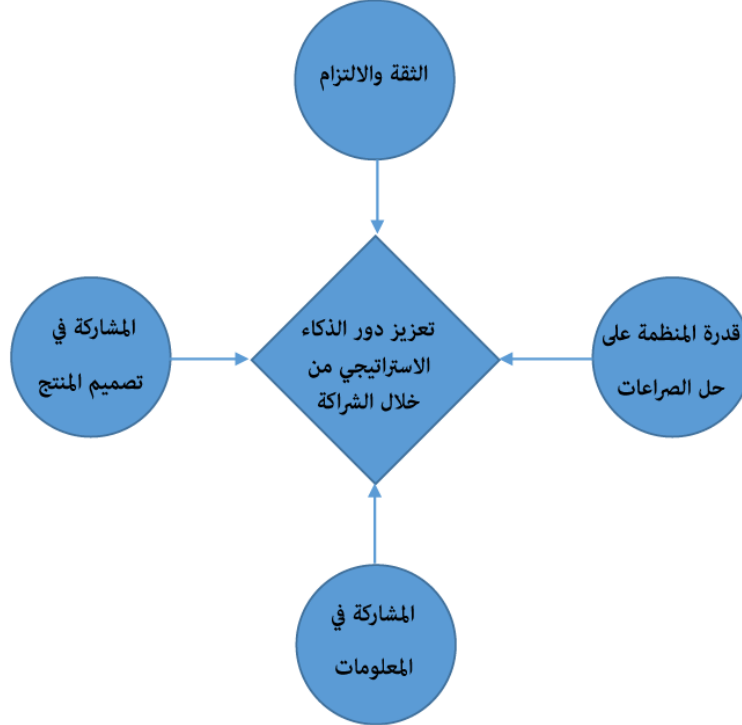 الثقة والالتزام
قدرة المنظمة على
حل الصراعات
تعزيز دور الذكاء
الاستراتيجي من
خلال الشراكة
المشاركة في
تصميم المنتج
المشاركة في
المعلومات